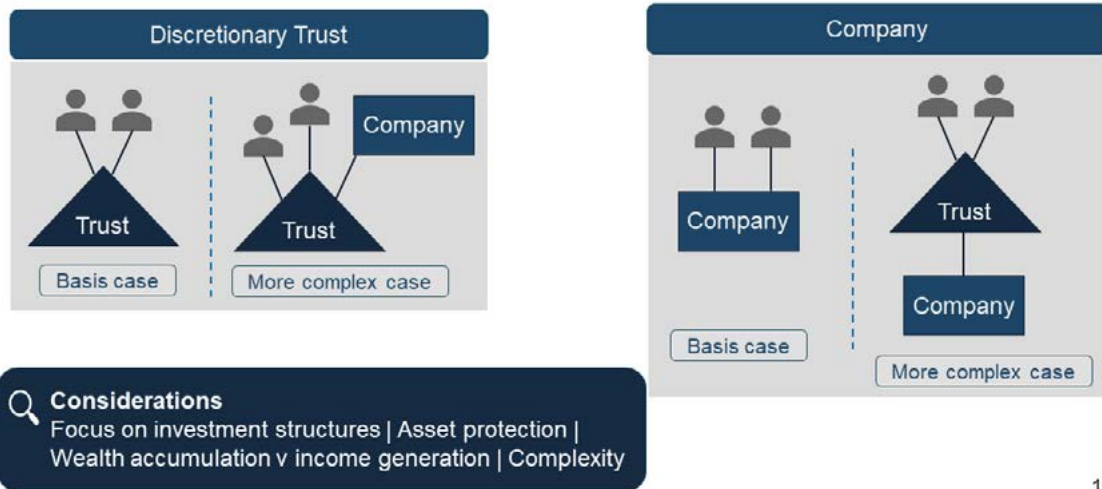 Discretionary Trust
Company
Trust
Trust
Basis case
More complex case
Company
Company
Trust
Company
Basis case
More complex case
Considerations
Focus on investment structures | Asset protection |
Wealth accumulation v income generation | Complexity
1